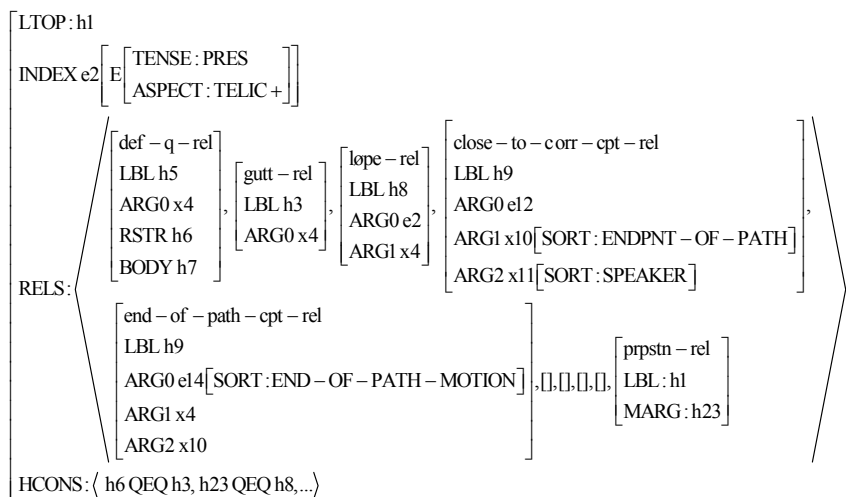 LTOP : h1
INDEX e2 [ E [ TENSE : PRES
ASPECT : TELIC + ] ]
RELS :
def – q – rel
LBL h5
ARG0 x4
RSTR h6
BODY h7
,
gutt – rel
LBL h3
ARG0 x4
,
løpe – rel
LBL h8
ARG0 e2
ARG1 x4
,
close – to – corr – cpt – rel
LBL h9
ARG0 e12
ARG1 x10 [SORT : ENDPNT – OF – PATH]
ARG2 x11 [SORT : SPEAKER]
,
end – of – path – cpt – rel
LBL h9
ARG0 e14 [SORT : END – OF – PATH – MOTION]
ARG1 x4
ARG2 x10
,[],[],[],[],
prpstn – rel
LBL : h1
MARG : h23
HCONS : ⟨ h6 QEQ h3, h23 QEQ h8,...⟩